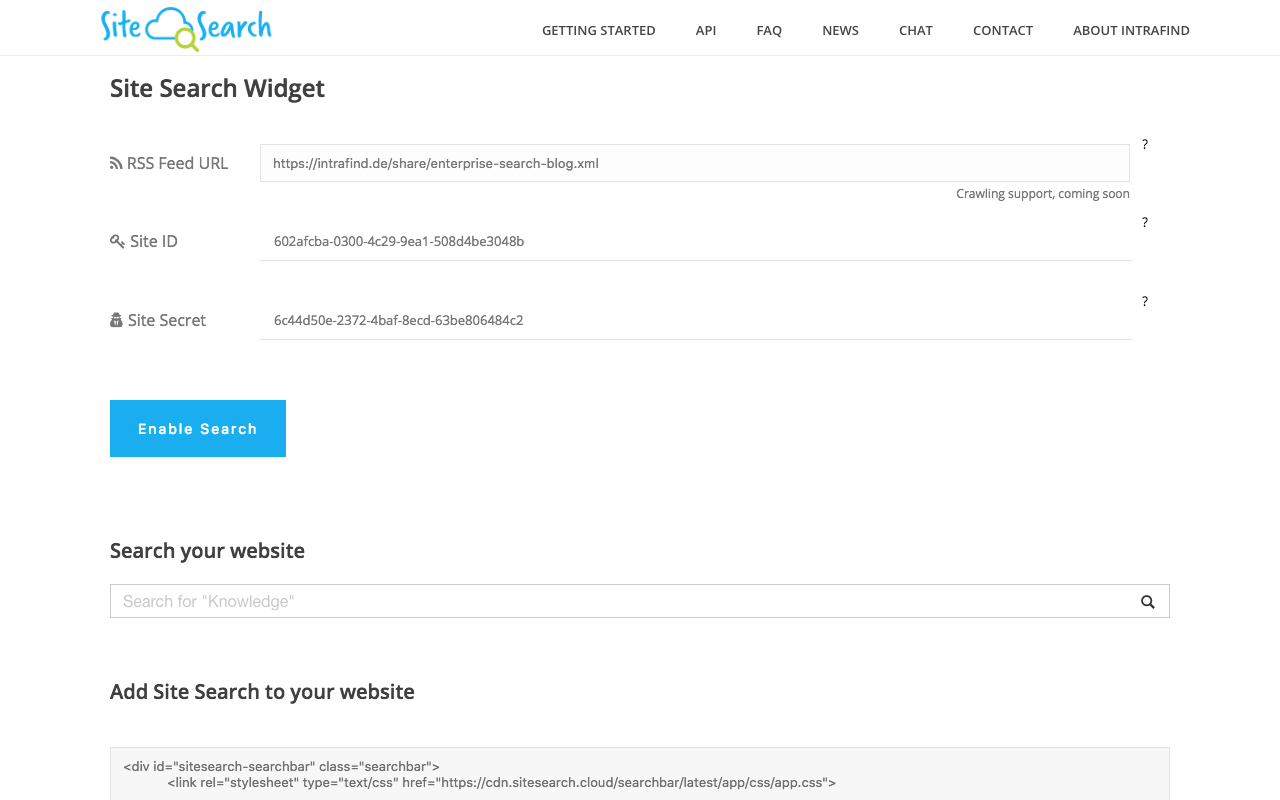 Site Search
GETTING STARTED API FAQ NEWS CHAT CONTACT ABOUT INTRAFIND
Site Search Widget
RSS Feed URL https://intrafind.de/share/enterprise-search-blog.xml ?
Crawling support, coming soon
Site ID 602afcba-0300-4c29-9ea1-508d4be3048b ?
Site Secret 6c44d50e-2372-4baf-8ecd-63be806484c2 ?
Enable Search
Search your website
Search for "Knowledge"
Add Site Search to your website
<div id="sitesearch-searchbar" class="searchbar">
<link rel="stylesheet" type="text/css" href="https://cdn.sitesearch.cloud/searchbar/latest/app/css/app.css">